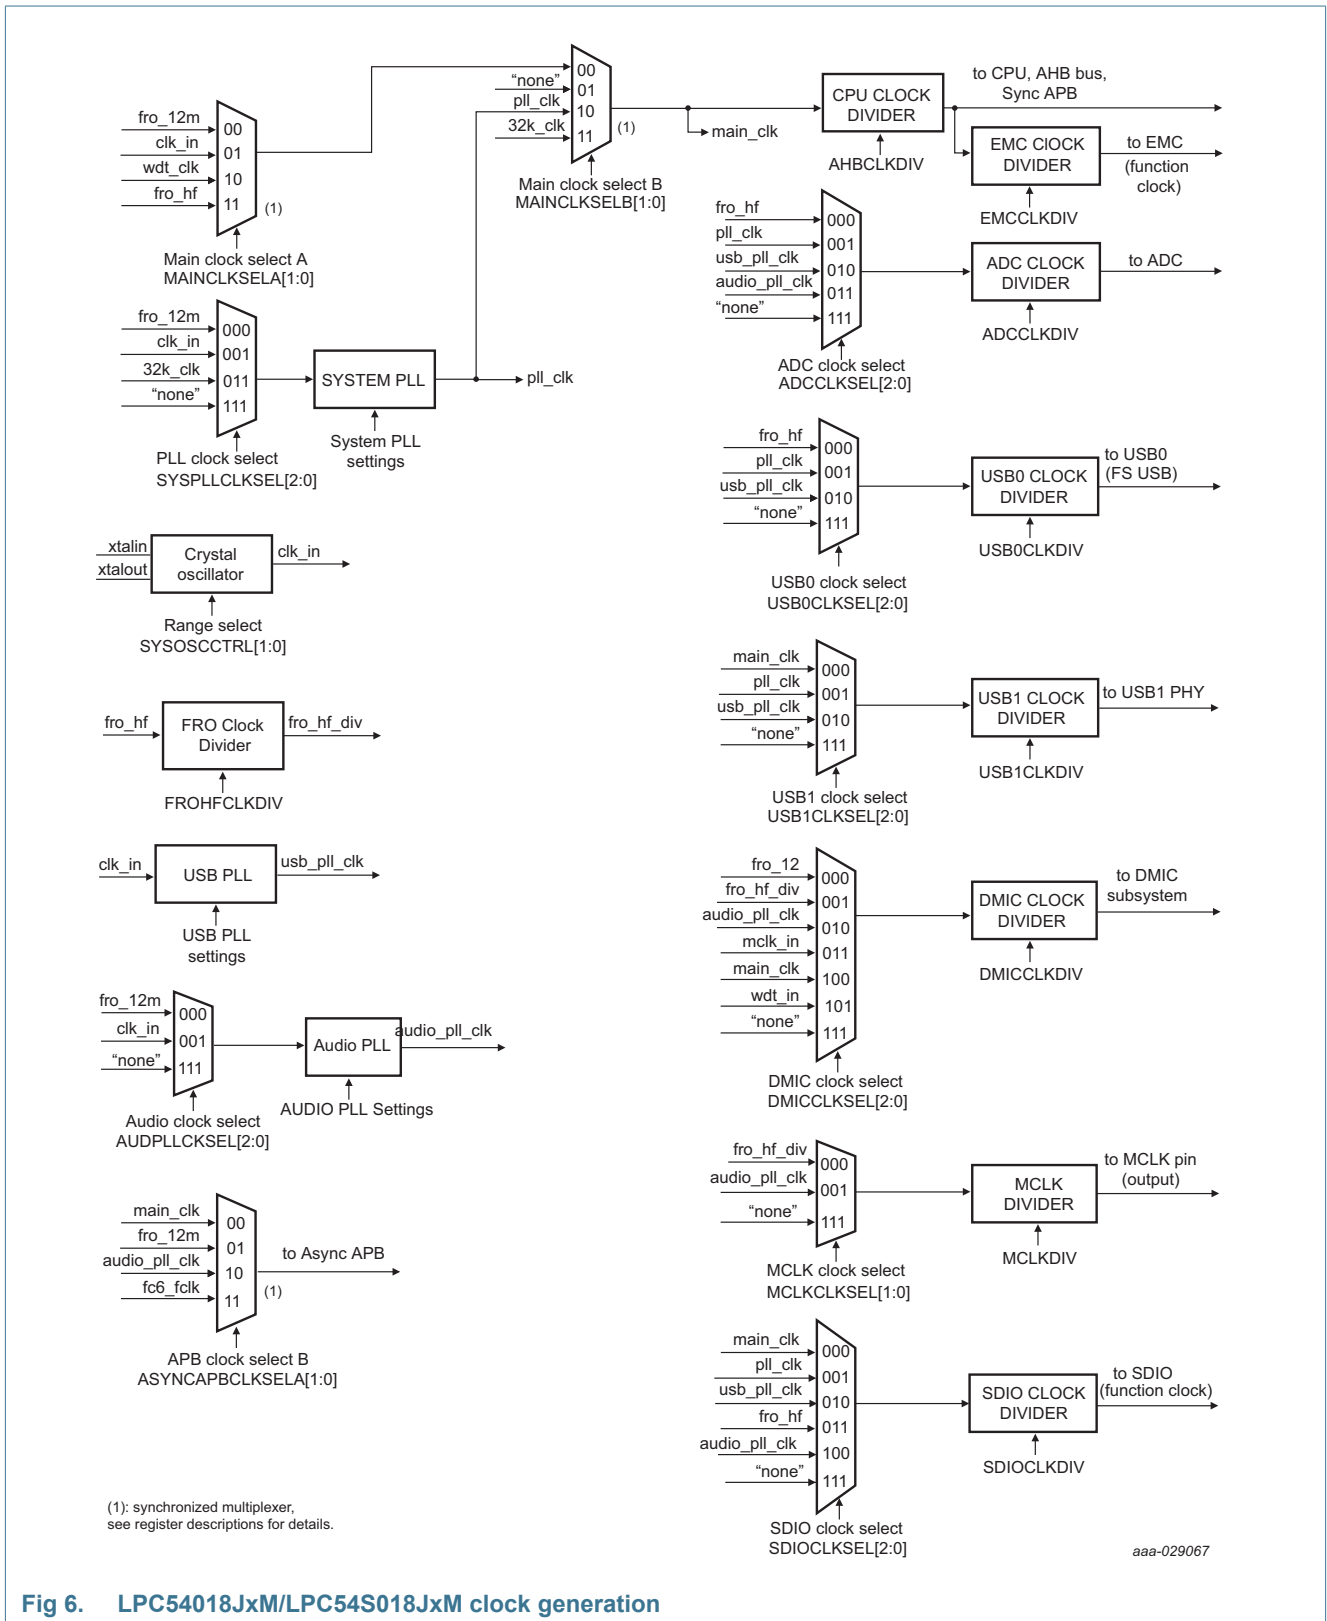 fro_12m
clk_in
wdt_clk
fro_hf
00
01
10
11
(1)
Main clock select A
MAINCLKSELA[1:0]
“none”
pll_clk
32k_clk
00
01
10
11
(1)
Main clock select B
MAINCLKSELB[1:0]
main_clk
CPU CLOCK
DIVIDER
AHBCLKDIV
to CPU, AHB bus,
Sync APB
EMC ClOCK
DIVIDER
EMCCLKDIV
to EMC
(function
clock)
fro_12m
clk_in
32k_clk
“none”
000
001
011
111
PLL clock select
SYSPLLCLKSEL[2:0]
SYSTEM PLL
System PLL
settings
pll_clk
fro_hf
pll_clk
usb_pll_clk
audio_pll_clk
“none”
000
001
010
011
111
ADC clock select
ADCCLKSEL[2:0]
ADC CLOCK
DIVIDER
ADCCLKDIV
to ADC
xtalin
xtalout
Crystal
oscillator
clk_in
Range select
SYSOSCCTRL[1:0]
fro_hf
pll_clk
usb_pll_clk
“none”
000
001
010
111
USB0 clock select
USB0CLKSEL[2:0]
USB0 CLOCK
DIVIDER
USB0CLKDIV
to USB0
(FS USB)
fro_hf
FRO Clock
Divider
fro_hf_div
FROHFCLKDIV
main_clk
pll_clk
usb_pll_clk
“none”
000
001
010
111
USB1 clock select
USB1CLKSEL[2:0]
USB1 CLOCK
DIVIDER
USB1CLKDIV
to USB1 PHY
clk_in
USB PLL
usb_pll_clk
USB PLL
settings
fro_12
fro_hf_div
audio_pll_clk
mclk_in
main_clk
wdt_in
“none”
000
001
010
011
100
101
111
DMIC clock select
DMICCLKSEL[2:0]
DMIC CLOCK
DIVIDER
DMICCLKDIV
to DMIC
subsystem
fro_12m
clk_in
“none”
000
001
111
Audio clock select
AUDPLLCKSEL[2:0]
Audio PLL
audio_pll_clk
AUDIO PLL Settings
fro_hf_div
audio_pll_clk
“none”
000
001
111
MCLK clock select
MCLKCLKSEL[1:0]
MCLK
DIVIDER
MCLKDIV
to MCLK pin
(output)
main_clk
fro_12m
audio_pll_clk
fc6_fclk
00
01
10
11
(1)
to Async APB
APB clock select B
ASYNCAPBCLKSELA[1:0]
main_clk
pll_clk
usb_pll_clk
fro_hf
audio_pll_clk
“none”
000
001
010
011
100
111
SDIO clock select
SDIOCLKSEL[2:0]
SDIO CLOCK
DIVIDER
SDIOCLKDIV
to SDIO
(function clock)
(1): synchronized multiplexer,
see register descriptions for details.
aaa-029067
Fig 6. LPC54018JxM/LPC54S018JxM clock generation